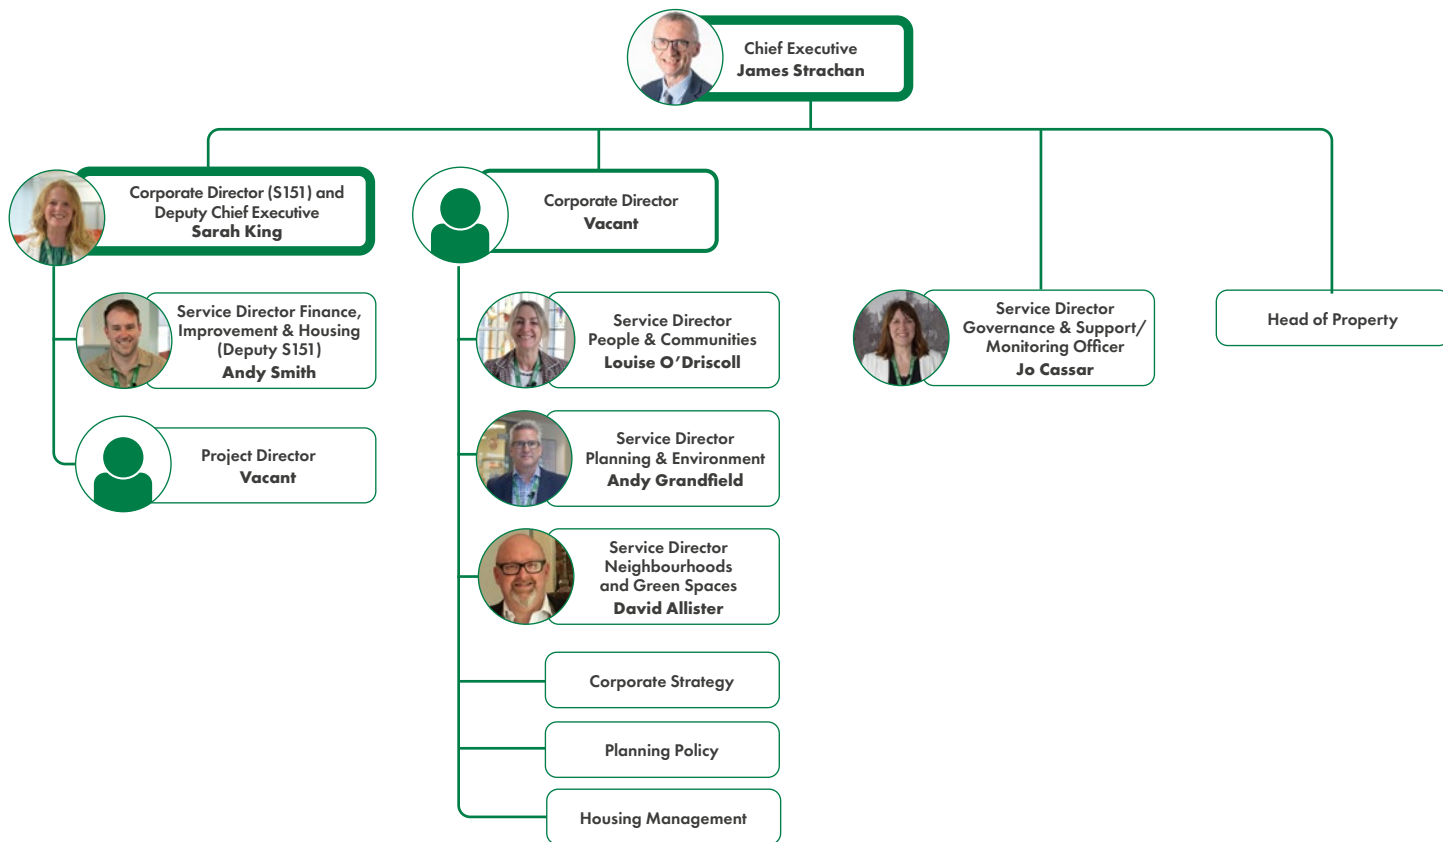 Chief Executive
James Strachan
Corporate Director (S151) and
Deputy Chief Executive
Sarah King
Corporate Director
Vacant
Service Director Finance,
Improvement & Housing
(Deputy S151)
Andy Smith
Project Director
Vacant
Service Director
People & Communities
Louise O’Driscoll
Service Director
Planning & Environment
Andy Grandfield
Service Director
Neighbourhoods
and Green Spaces
David Allister
Corporate Strategy
Planning Policy
Housing Management
Service Director
Governance & Support/
Monitoring Officer
Jo Cassar
Head of Property